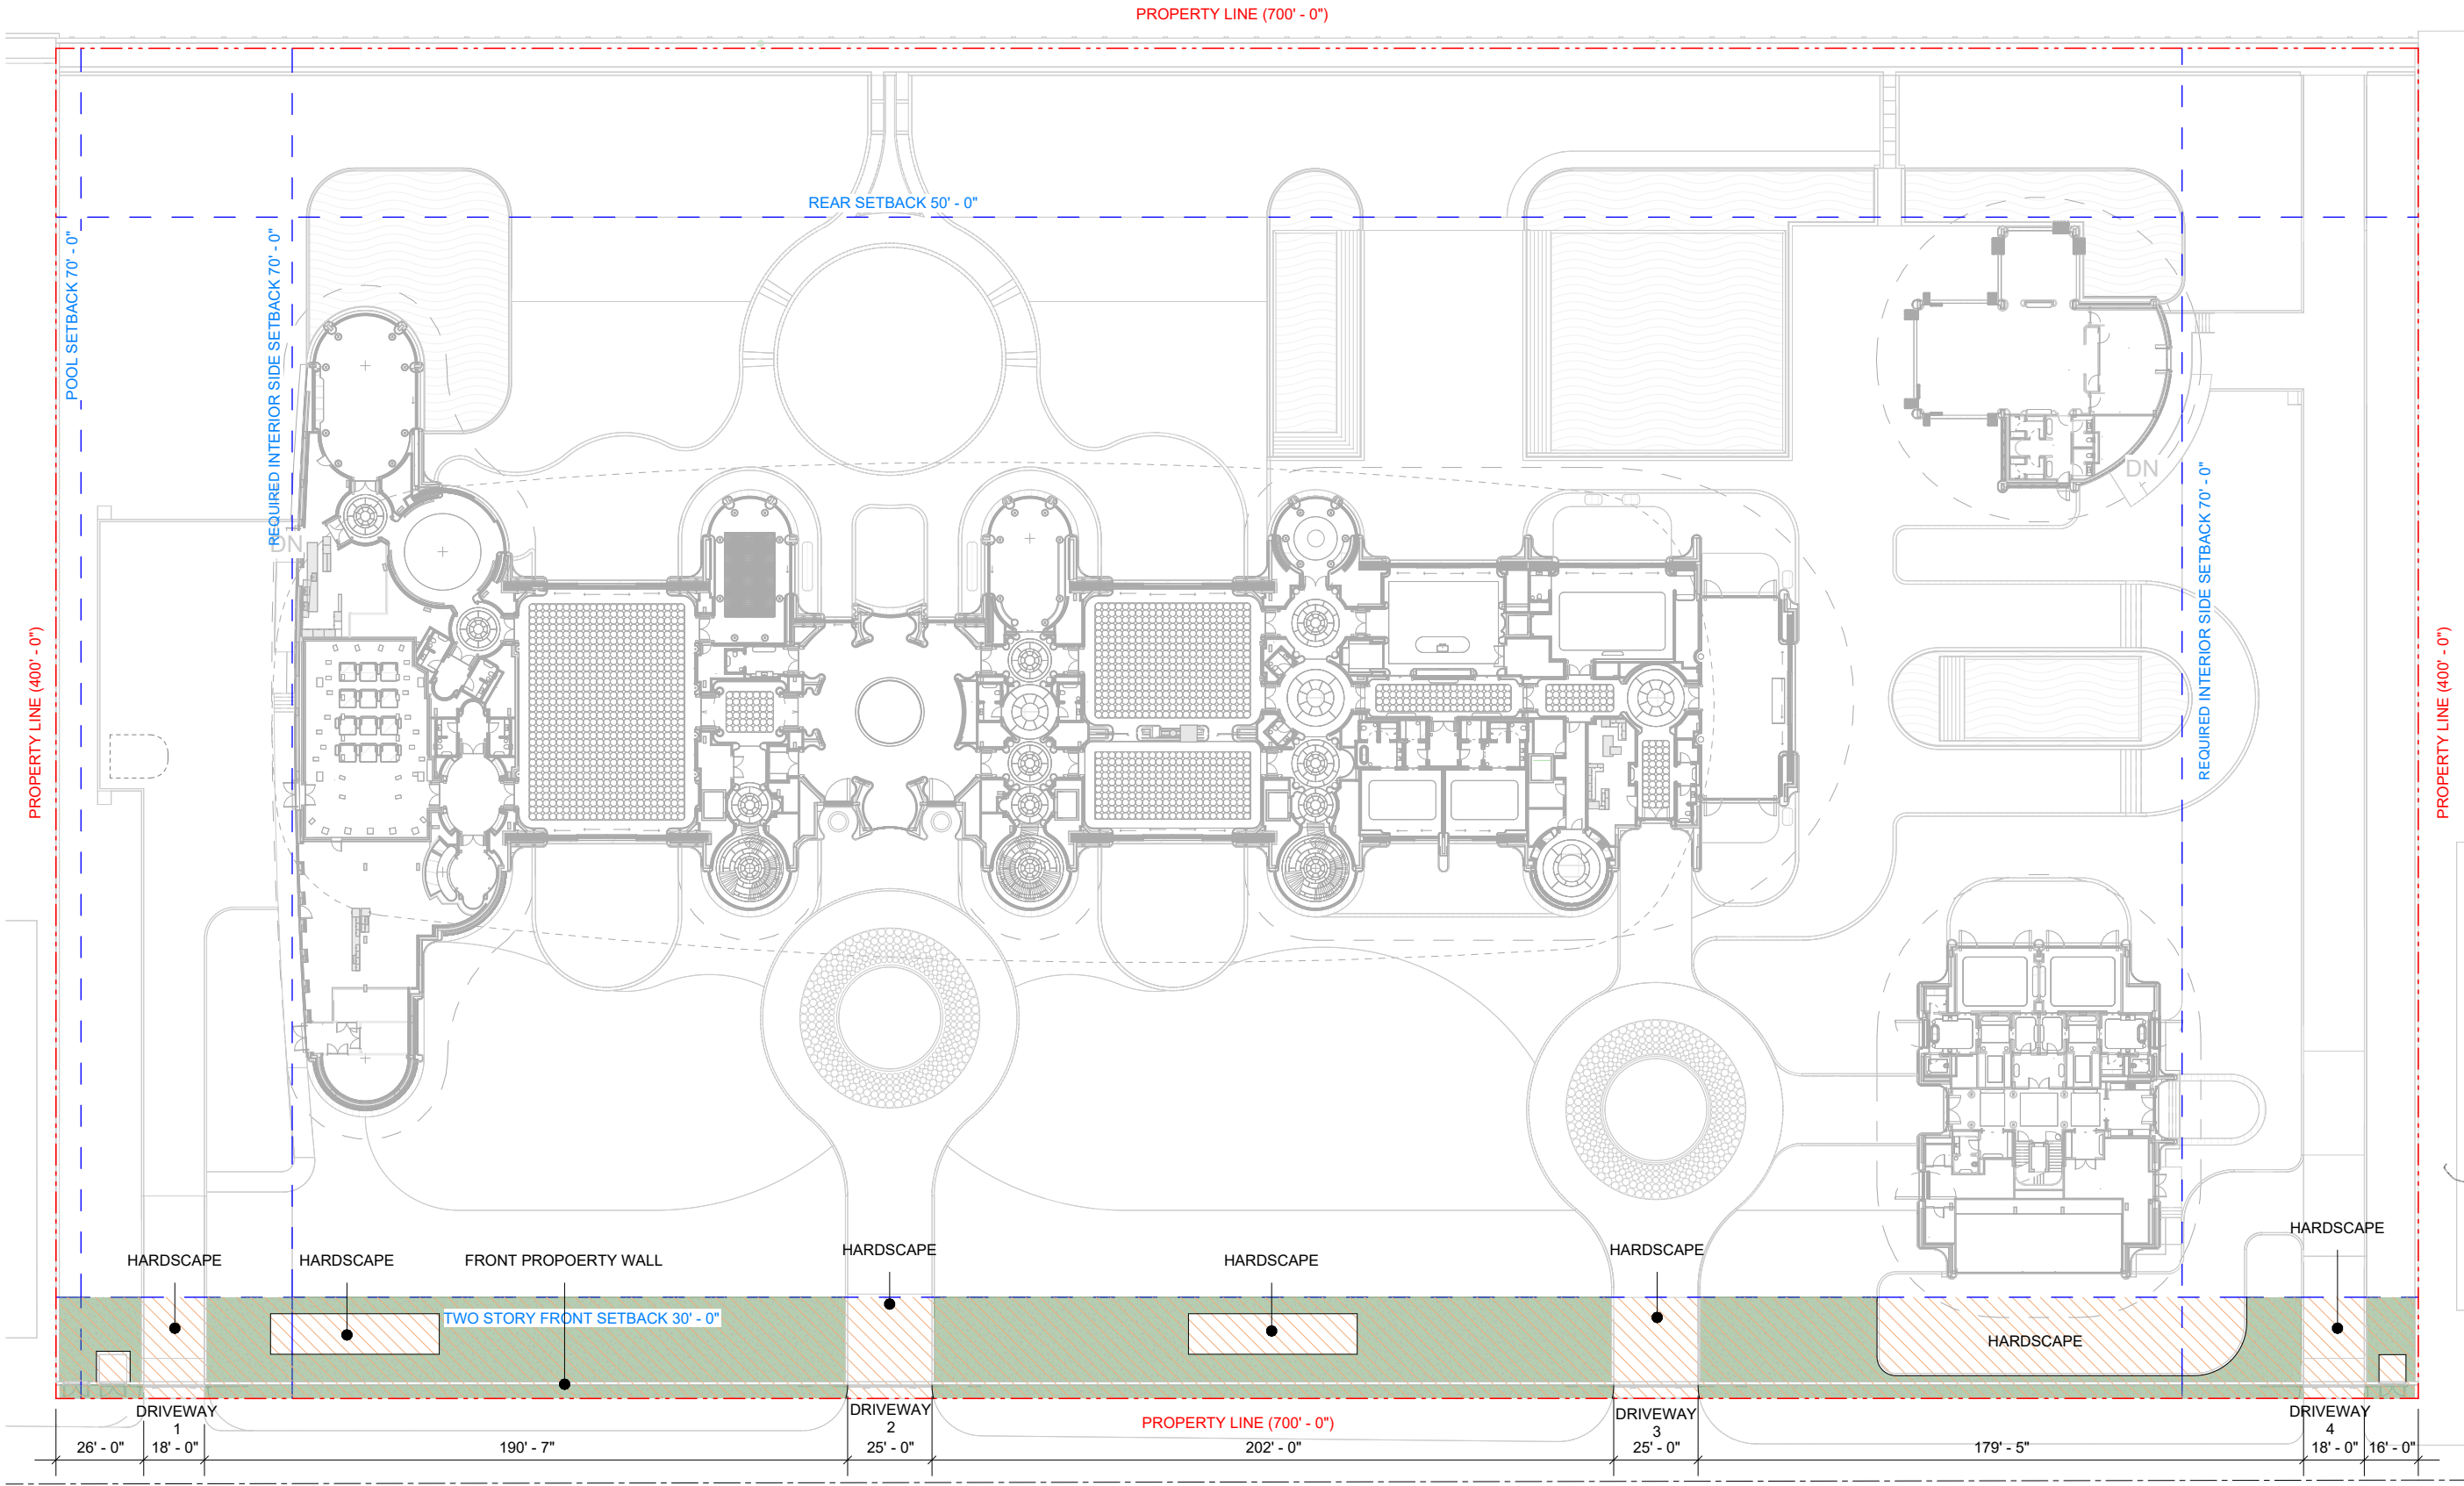 PROPERTY LINE (700' - 0")
REAR SETBACK 50' - 0"
POOL SETBACK 70' - 0"
REQUIRED INTERIOR SIDE SETBACK 70' - 0"
DN
DN
REQUIRED INTERIOR SIDE SETBACK 70' - 0"
PROPERTY LINE (400' - 0")
PROPERTY LINE (400' - 0")
HARDSCAPE
HARDSCAPE
FRONT PROPOERTY WALL
HARDSCAPE
HARDSCAPE
HARDSCAPE
HARDSCAPE
TWO STORY FRONT SETBACK 30' - 0"
HARDSCAPE
DRIVEWAY
1
DRIVEWAY
2
PROPERTY LINE (700' - 0")
DRIVEWAY
3
DRIVEWAY
4
26' - 0"
18' - 0"
190' - 7"
25' - 0"
202' - 0"
25' - 0"
179' - 5"
18' - 0"
16' - 0"